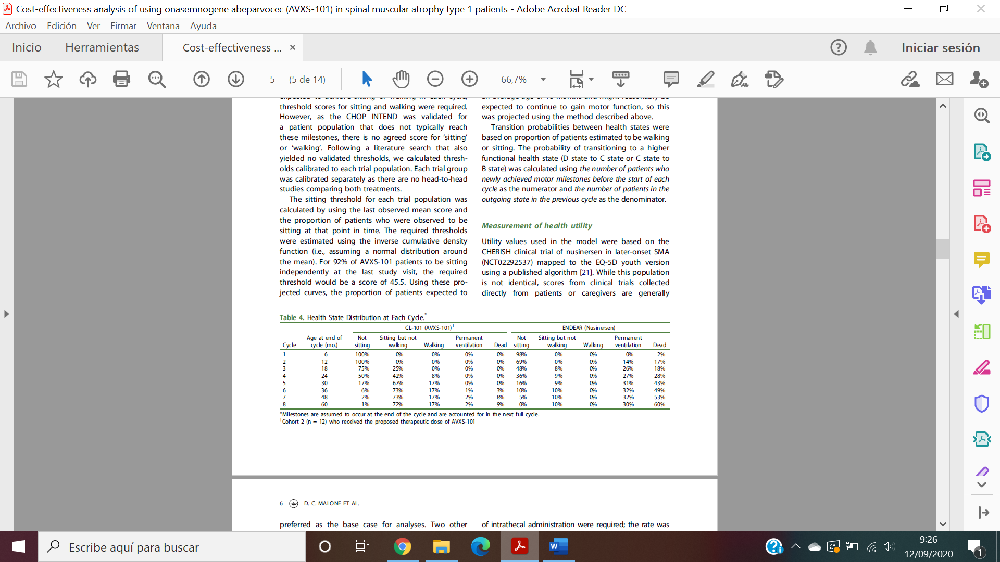 Cost-effectiveness analysis of using onasemnogene abeparvocec (AVXS-101) in spinal muscular atrophy type 1 patients - Adobe Acrobat Reader DC
Archivo Edición Ver Firmar Ventana Ayuda
Inicio Herramientas Cost-effectiveness ... × Iniciar sesión
5 (5 de 14) 66,7%
expected to achieve sitting or walking in each cycle,
threshold scores for sitting and walking were required.
However, as the CHOP INTEND was validated for
a patient population that does not typically reach
these milestones, there is no agreed score for ‘sitting’
or ‘walking’. Following a literature search that also
yielded no validated thresholds, we calculated thresh-
olds calibrated to each trial population. Each trial group
was calibrated separately as there are no head-to-head
studies comparing both treatments.
The sitting threshold for each trial population was
calculated by using the last observed mean score and
the proportion of patients who were observed to be
sitting at that point in time. The required thresholds
were estimated using the inverse cumulative density
function (i.e., assuming a normal distribution around
the mean). For 92% of AVXS-101 patients to be sitting
independently at the last study visit, the required
threshold would be a score of 45.5. Using these pro-
jected curves, the proportion of patients expected to
an average age of 18 months and might reasonably be
expected to continue to gain motor function, so this
was projected using the method described above.
Transition probabilities between health states were
based on proportion of patients estimated to be walking
or sitting. The probability of transitioning to a higher
functional health state (D state to C state or C state to
B state) was calculated using the number of patients who
newly achieved motor milestones before the start of each
cycle as the numerator and the number of patients in the
outgoing state in the previous cycle as the denominator.
Measurement of health utility
Utility values used in the model were based on the
CHERISH clinical trial of nusinersen in later-onset SMA
(NCT02292537) mapped to the EQ-5D youth version
using a published algorithm [21]. While this population
is not identical, scores from clinical trials collected
directly from patients or caregivers are generally
Table 4. Health State Distribution at Each Cycle.*
CL-101 (AVXS-101)† ENDEAR (Nusinersen)
Age at end of Not Sitting but not Permanent Not Sitting but not Permanent
Cycle cycle (mo.) sitting walking Walking ventilation Dead sitting walking Walking ventilation Dead
1 6 100% 0% 0% 0% 0% 98% 0% 0% 0% 2%
2 12 100% 0% 0% 0% 0% 69% 0% 0% 14% 17%
3 18 75% 25% 0% 0% 0% 48% 8% 0% 26% 18%
4 24 50% 42% 8% 0% 0% 36% 9% 0% 27% 28%
5 30 17% 67% 17% 0% 0% 16% 9% 0% 31% 43%
6 36 6% 73% 17% 1% 3% 10% 10% 0% 32% 49%
7 48 2% 73% 17% 2% 8% 5% 10% 0% 32% 53%
8 60 1% 72% 17% 2% 9% 0% 10% 0% 30% 60%
*Milestones are assumed to occur at the end of the cycle and are accounted for in the next full cycle.
†Cohort 2 (n = 12) who received the proposed therapeutic dose of AVXS-101
6 D. C. MALONE ET AL.
preferred as the base case for analyses. Two other
of intrathecal administration were required; the rate was
Escribe aquí para buscar
9:26
12/09/2020
1